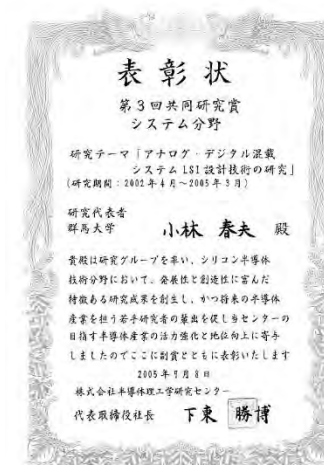 表彰状
第3回共同研究賞
システム分野
研究テーマ「アナログ・デジタル混載
システムLSI設計技術の研究」
(研究期間:2002年4月~2005年3月)
研究代表者
群馬大学 小林 春夫 殿
貴殿は研究グループを率い、シリコン半導体
技術分野において、発展性と創造性に富んだ
特徴ある研究成果を創生し、かつ将来の半導体
産業を担う若手研究者の輩出を促し当センターの
目指す半導体産業の活力強化と地位向上に寄与
しましたのでここに副賞とともに表彰いたします
2005年9月8日
株式会社半導体理工学研究センター
代表取締役社長 下東 勝博